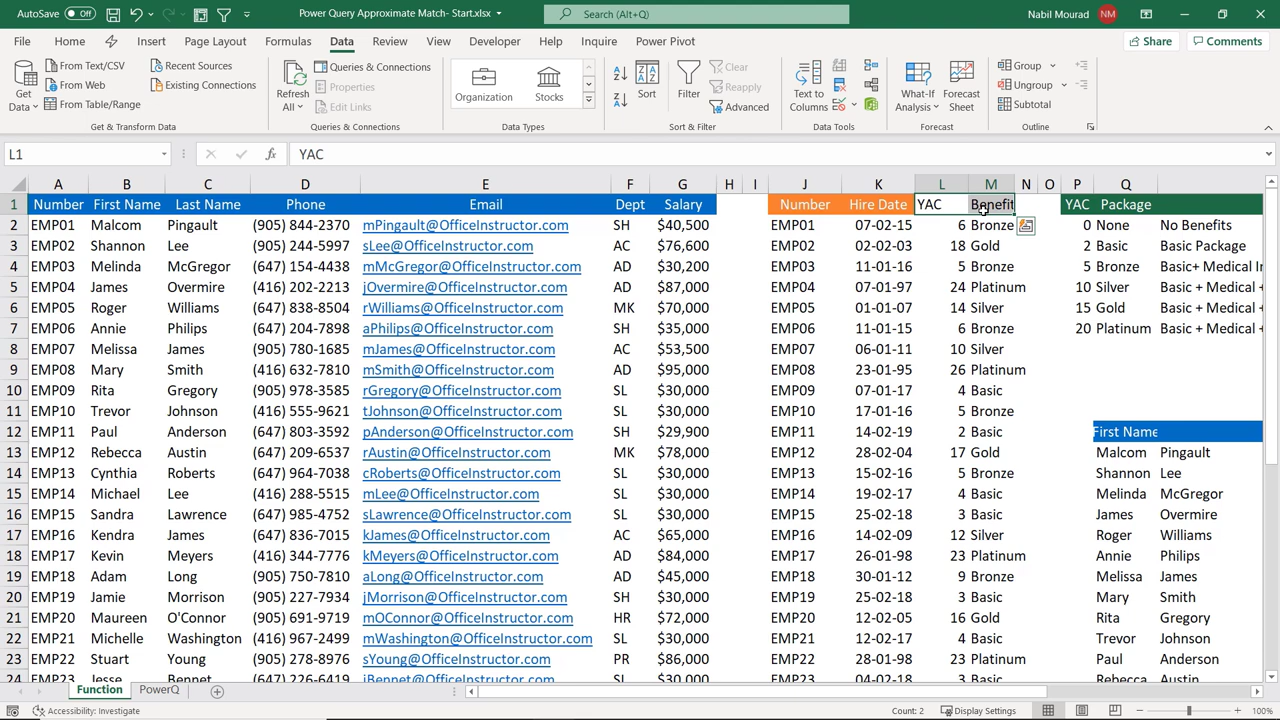 AutoSave Off Power Query Approximate Match- Start.xlsx Search (Alt+Q) Nabil Mourad NM
File Home Insert Page Layout Formulas Data Review View Developer Help Inquire Power Pivot Share Comments
Get Data From Text/CSV From Web From Table/Range Recent Sources Existing Connections
Refresh All Queries & Connections Properties Edit Links
Organization Stocks
Sort Filter Clear Reapply Advanced
Text to Columns What-If Analysis Forecast Sheet Group Ungroup Subtotal
Get & Transform Data Queries & Connections Data Types Sort & Filter Data Tools Forecast Outline
L1 fx YAC
A B C D E F G H I J K L M N O P Q
1 Number First Name Last Name Phone Email Dept Salary Number Hire Date YAC Benefit YAC Package
2 EMP01 Malcom Pingault (905) 844-2370 mPingault@OfficeInstructor.com SH $40,500 EMP01 07-02-15 6 Bronze 0 None No Benefits
3 EMP02 Shannon Lee (905) 244-5997 sLee@OfficeInstructor.com AC $76,600 EMP02 02-02-03 18 Gold 2 Basic Basic Package
4 EMP03 Melinda McGregor (647) 154-4438 mMcGregor@OfficeInstructor.com AD $30,200 EMP03 11-01-16 5 Bronze 5 Bronze Basic+ Medical In
5 EMP04 James Overmire (416) 202-2213 jOvermire@OfficeInstructor.com AD $87,000 EMP04 07-01-97 24 Platinum 10 Silver Basic + Medical +
6 EMP05 Roger Williams (647) 838-8504 rWilliams@OfficeInstructor.com MK $70,000 EMP05 01-01-07 14 Silver 15 Gold Basic + Medical +
7 EMP06 Annie Philips (647) 204-7898 aPhilips@OfficeInstructor.com SH $35,000 EMP06 11-01-15 6 Bronze 20 Platinum Basic + Medical +
8 EMP07 Melissa James (905) 780-1685 mJames@OfficeInstructor.com AC $53,500 EMP07 06-01-11 10 Silver
9 EMP08 Mary Smith (416) 632-7810 mSmith@OfficeInstructor.com AD $95,000 EMP08 23-01-95 26 Platinum
10 EMP09 Rita Gregory (905) 978-3585 rGregory@OfficeInstructor.com SL $30,000 EMP09 07-01-17 4 Basic
11 EMP10 Trevor Johnson (416) 555-9621 tJohnson@OfficeInstructor.com SL $30,000 EMP10 17-01-16 5 Bronze
12 EMP11 Paul Anderson (647) 803-3592 pAnderson@OfficeInstructor.com SH $29,900 EMP11 14-02-19 2 Basic First Name
13 EMP12 Rebecca Austin (647) 209-6537 rAustin@OfficeInstructor.com MK $78,000 EMP12 28-02-04 17 Gold Malcom Pingault
14 EMP13 Cynthia Roberts (647) 964-7038 cRoberts@OfficeInstructor.com SL $30,000 EMP13 15-02-16 5 Bronze Shannon Lee
15 EMP14 Michael Lee (416) 288-5515 mLee@OfficeInstructor.com SL $30,000 EMP14 19-02-17 4 Basic Melinda McGregor
16 EMP15 Sandra Lawrence (647) 985-4752 sLawrence@OfficeInstructor.com SL $30,000 EMP15 25-02-18 3 Basic James Overmire
17 EMP16 Kendra James (647) 836-7015 kJames@OfficeInstructor.com AC $65,000 EMP16 14-02-09 12 Silver Roger Williams
18 EMP17 Kevin Meyers (416) 344-7776 kMeyers@OfficeInstructor.com AD $84,000 EMP17 26-01-98 23 Platinum Annie Philips
19 EMP18 Adam Long (905) 750-7810 aLong@OfficeInstructor.com AD $45,000 EMP18 30-01-12 9 Bronze Melissa James
20 EMP19 Jamie Morrison (905) 227-7934 jMorrison@OfficeInstructor.com SL $30,000 EMP19 25-02-18 3 Basic Mary Smith
21 EMP20 Maureen O'Connor (905) 691-9719 mOConnor@OfficeInstructor.com HR $72,000 EMP20 12-02-05 16 Gold Rita Gregory
22 EMP21 Michelle Washington (416) 967-2499 mWashington@OfficeInstructor.com SL $30,000 EMP21 12-02-17 4 Basic Trevor Johnson
23 EMP22 Stuart Young (905) 278-8976 sYoung@OfficeInstructor.com PR $86,000 EMP22 28-01-98 23 Platinum Paul Anderson
24 EMP23 Jesse Bennet (647) 226-6419 jBennet@OfficeInstructor.com SL $30,000 EMP23 25-02-18 3 Basic Rebecca Austin
Function PowerQ
Accessibility: Investigate Count: 2 Display Settings 100%